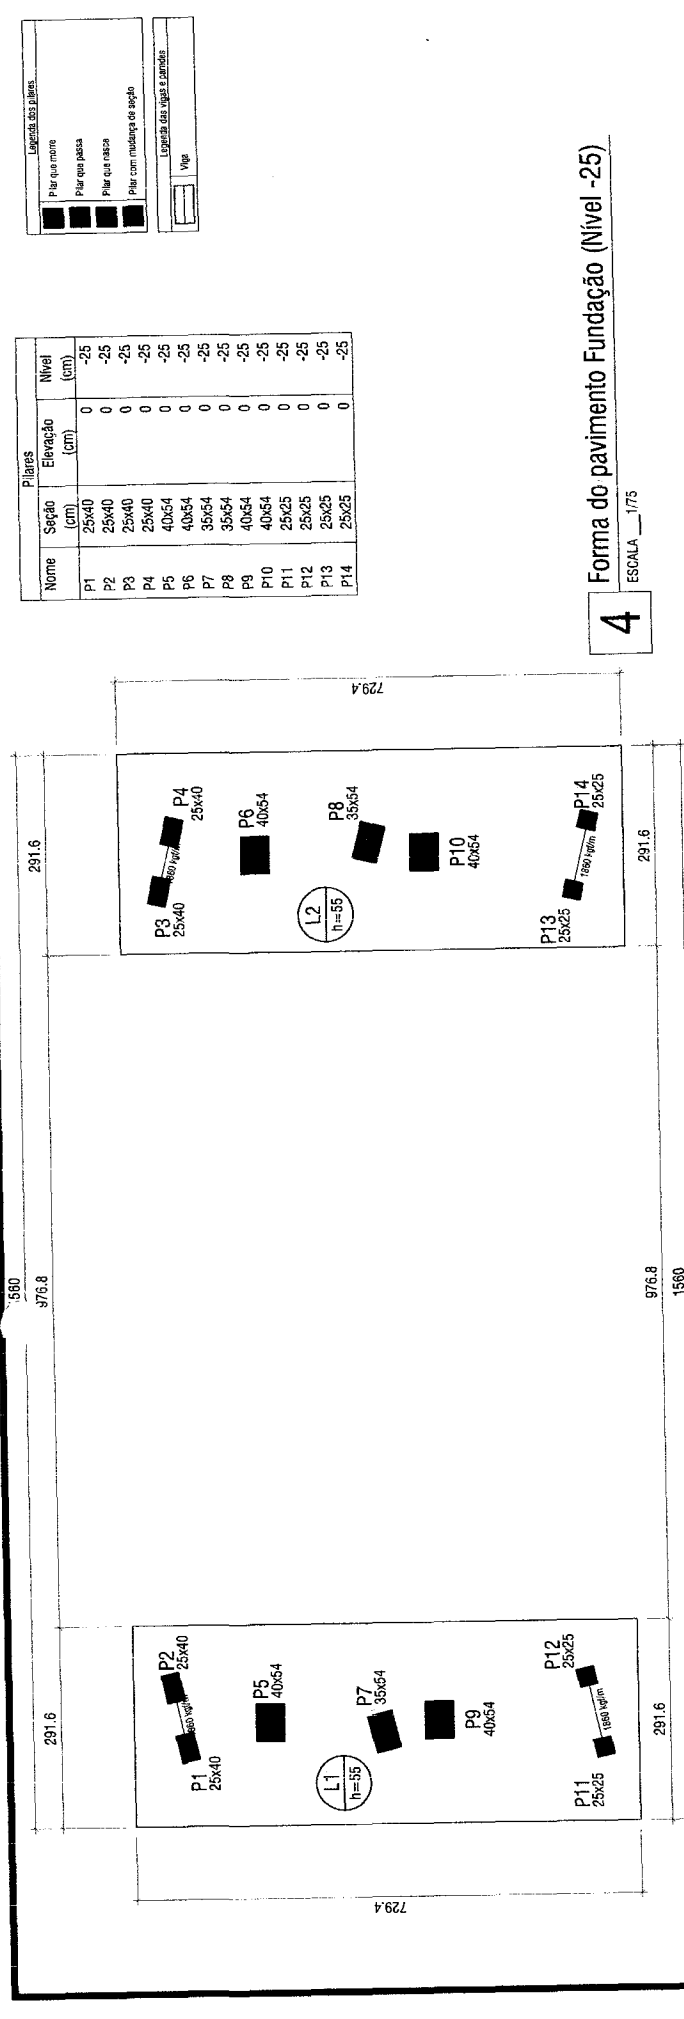 Legenda dos pilares
Pilar que morre
Pilar que passa
Pilar que nasce
Pilar com mudança de seção
Legenda das vigas e paredes
Viga
Pilares
Nome Seção (cm) Elevação (cm) Nível (cm)
P1 25x40 0 -25
P2 25x40 0 -25
P3 25x40 0 -25
P4 25x40 0 -25
P5 40x54 0 -25
P6 40x54 0 -25
P7 35x54 0 -25
P8 35x54 0 -25
P9 40x54 0 -25
P10 40x54 0 -25
P11 25x25 0 -25
P12 25x25 0 -25
P13 25x25 0 -25
P14 25x25 0 -25
4 Forma do pavimento Fundação (Nível -25)
ESCALA 1/75
560
291.6
976.8
291.6
729.4
P1
25x40
P2
25x40
860 kgf/m
P5
40x54
P7
35x54
P9
40x54
L1
h=55
P11
25x25
P12
25x25
1860 kgf/m
P3
25x40
P4
25x40
860 kgf/m
P6
40x54
P8
35x54
P10
40x54
L2
h=55
P13
25x25
P14
25x25
1860 kgf/m
729.4
291.6
976.8
291.6
1560